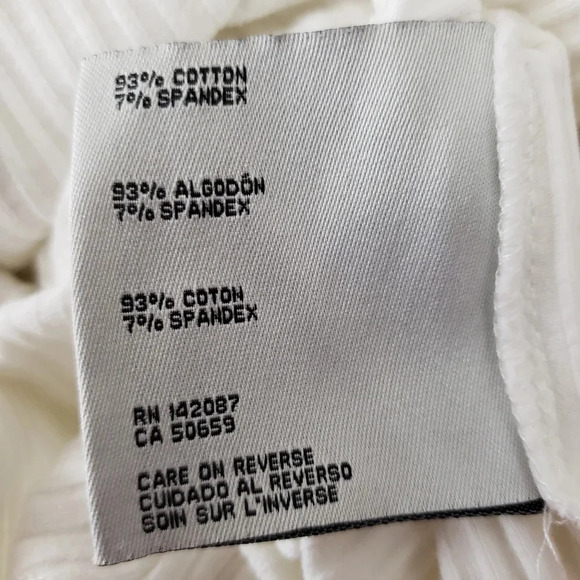 93% COTTON
7% SPANDEX
93% ALGODÓN
7% SPANDEX
93% COTON
7% SPANDEX
RN 142087
CA 50659
CARE ON REVERSE
CUIDADO AL REVERSO
SOIN SUR L'INVERSE